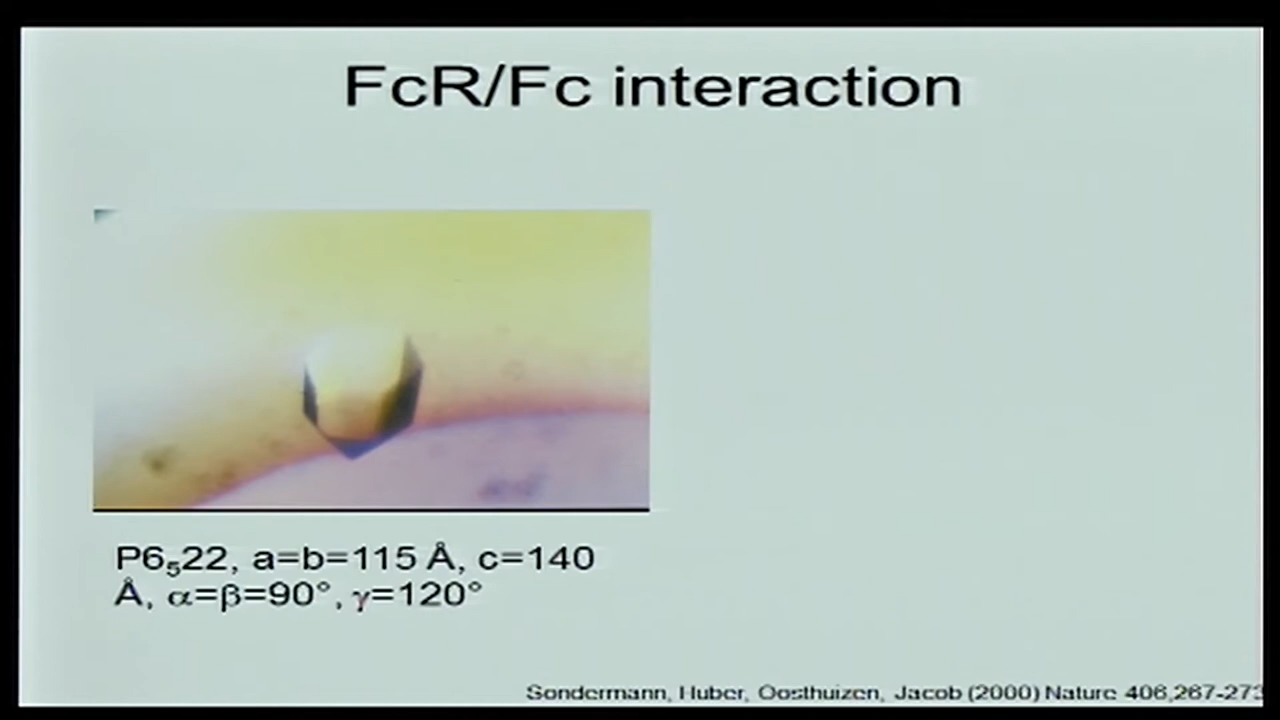 FcR/Fc interaction
P6₅22, a=b=115 Å, c=140
Å, α=β=90°, γ=120°
Sondermann, Huber, Oosthuizen, Jacob (2000) Nature 406,267-273